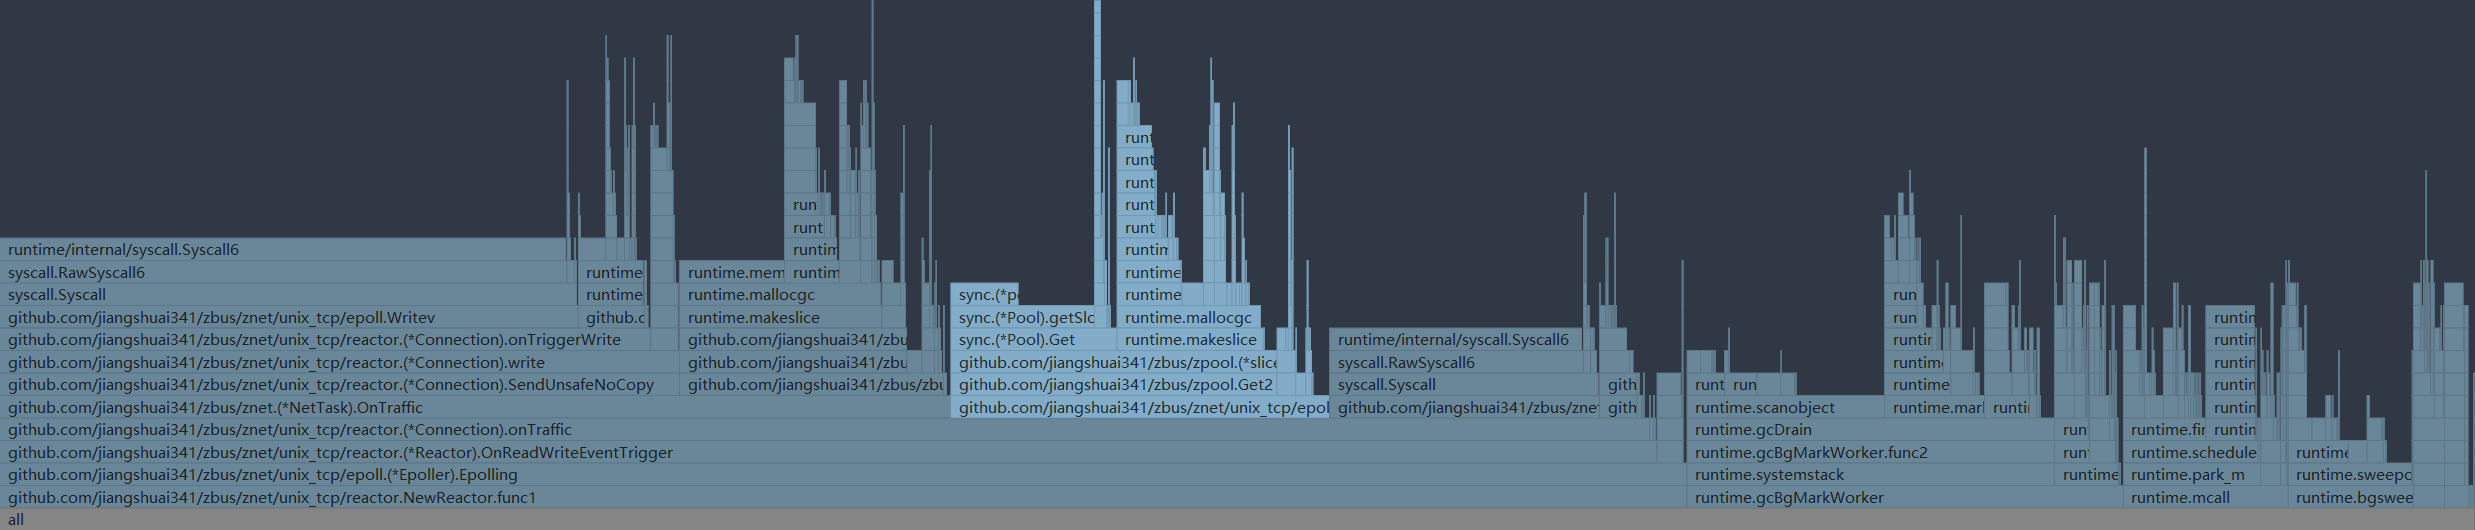 runt
runt
runt
run runt
runt runt
runtime/internal/syscall.Syscall6 runtim runtim
syscall.RawSyscall6 runtime runtime.mem runtim runtime
syscall.Syscall runtime runtime.mallocgc sync.(*p runtime run
github.com/jiangshuai341/zbus/znet/unix_tcp/epoll.Writev github.c runtime.makeslice sync.(*Pool).getSlo runtime.mallocgc run runtin
github.com/jiangshuai341/zbus/znet/unix_tcp/reactor.(*Connection).onTriggerWrite github.com/jiangshuai341/zbu sync.(*Pool).Get runtime.makeslice runtime/internal/syscall.Syscall6 runtin runtin
github.com/jiangshuai341/zbus/znet/unix_tcp/reactor.(*Connection).write github.com/jiangshuai341/zbu github.com/jiangshuai341/zbus/zpool.(*slice syscall.RawSyscall6 runtime runtin
github.com/jiangshuai341/zbus/znet/unix_tcp/reactor.(*Connection).SendUnsafeNoCopy github.com/jiangshuai341/zbus/zb github.com/jiangshuai341/zbus/zpool.Get2 syscall.Syscall gith runt run runtime runtin
github.com/jiangshuai341/zbus/znet.(*NetTask).OnTraffic github.com/jiangshuai341/zbus/znet/unix_tcp/epol github.com/jiangshuai341/zbus/zne gith runtime.scanobject runtime.mar runti runtin
github.com/jiangshuai341/zbus/znet/unix_tcp/reactor.(*Connection).onTraffic runtime.gcDrain run runtime.fin runtin
github.com/jiangshuai341/zbus/znet/unix_tcp/reactor.(*Reactor).OnReadWriteEventTrigger runtime.gcBgMarkWorker.func2 runt runtime.schedule runtime
github.com/jiangshuai341/zbus/znet/unix_tcp/epoll.(*Epoller).Epolling runtime.systemstack runtime runtime.park_m runtime.sweepo
github.com/jiangshuai341/zbus/znet/unix_tcp/reactor.NewReactor.func1 runtime.gcBgMarkWorker runtime.mcall runtime.bgswee
all